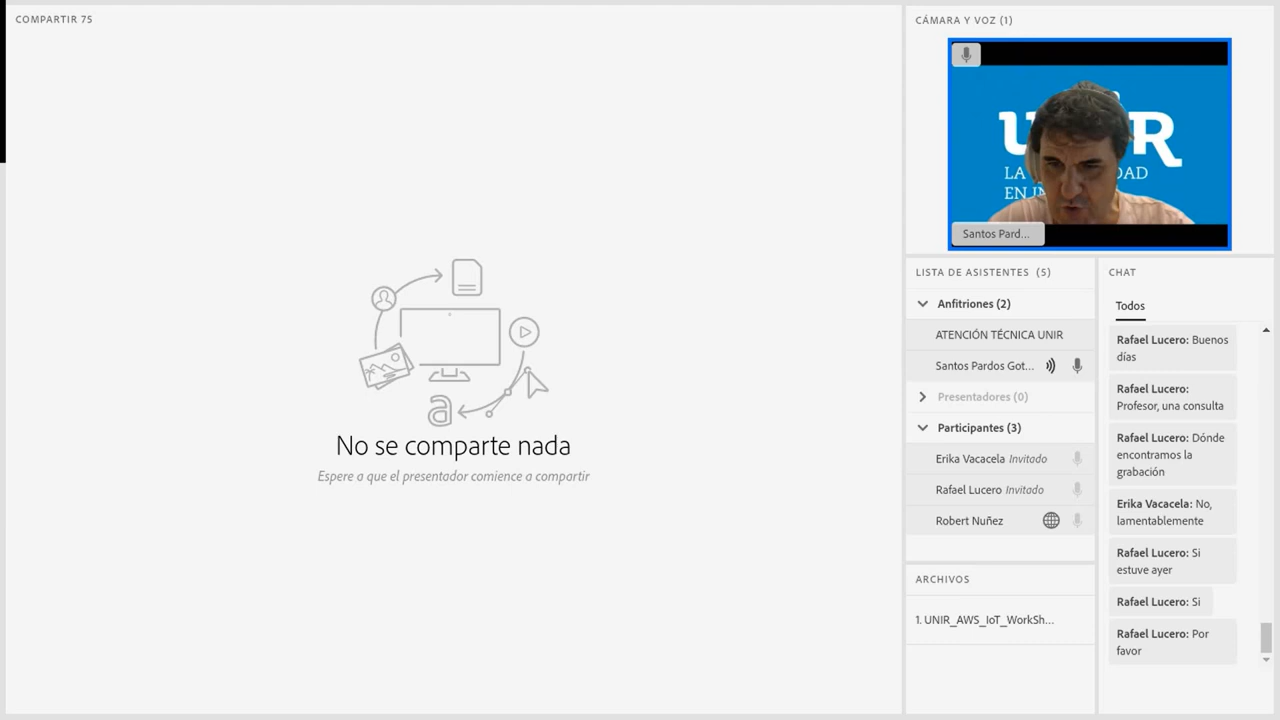 COMPARTIR 75
No se comparte nada
Espere a que el presentador comience a compartir
CÁMARA Y VOZ (1)
UNIR
LA
DAD
EN IN
Santos Pard...
LISTA DE ASISTENTES (5)
Anfitriones (2)
ATENCIÓN TÉCNICA UNIR
Santos Pardos Got...
Presentadores (0)
Participantes (3)
Erika Vacacela Invitado
Rafael Lucero Invitado
Robert Nuñez
ARCHIVOS
1. UNIR_AWS_IoT_WorkSh...
CHAT
Todos
Rafael Lucero: Buenos
días
Rafael Lucero:
Profesor, una consulta
Rafael Lucero: Dónde
encontramos la
grabación
Erika Vacacela: No,
lamentablemente
Rafael Lucero: Si
estuve ayer
Rafael Lucero: Si
Rafael Lucero: Por
favor